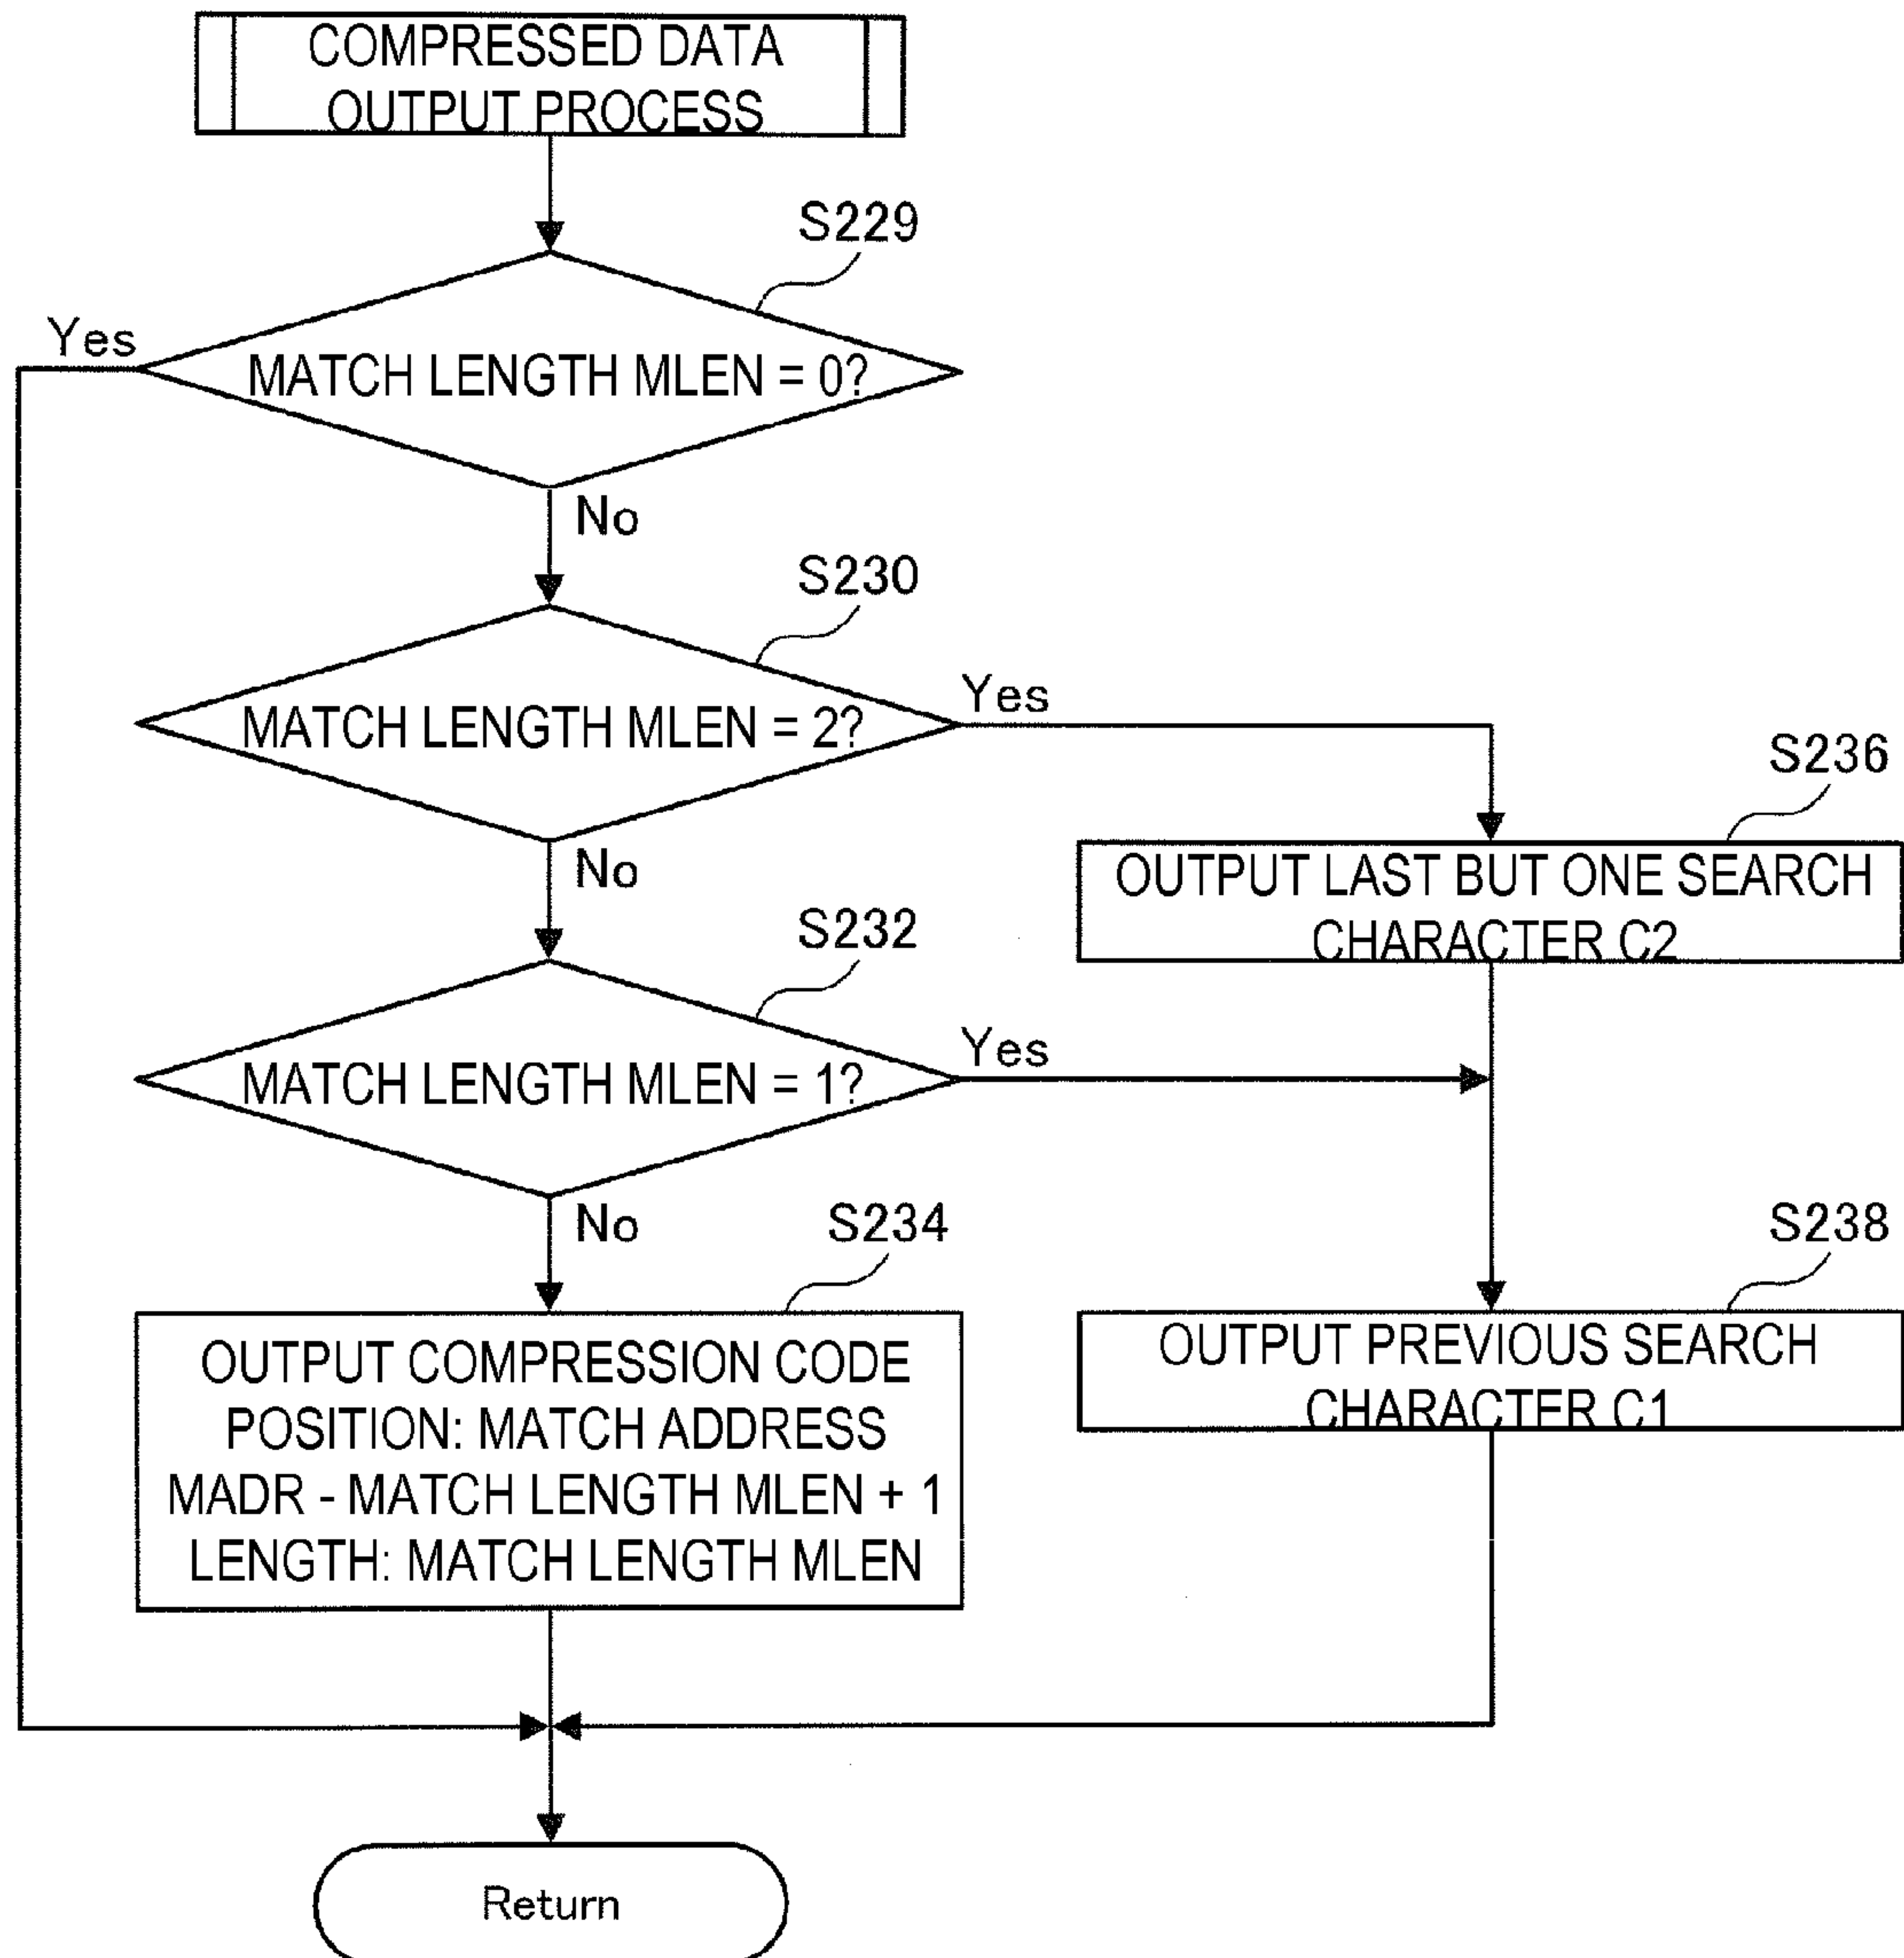 COMPRESSED DATA
OUTPUT PROCESS
S229
Yes
MATCH LENGTH MLEN = 0?
No
S230
Yes
MATCH LENGTH MLEN = 2?
S236
No
OUTPUT LAST BUT ONE SEARCH
CHARACTER C2
S232
Yes
MATCH LENGTH MLEN = 1?
No
S234
S238
OUTPUT COMPRESSION CODE
POSITION: MATCH ADDRESS
MADR - MATCH LENGTH MLEN + 1
LENGTH: MATCH LENGTH MLEN
OUTPUT PREVIOUS SEARCH
CHARACTER C1
Return